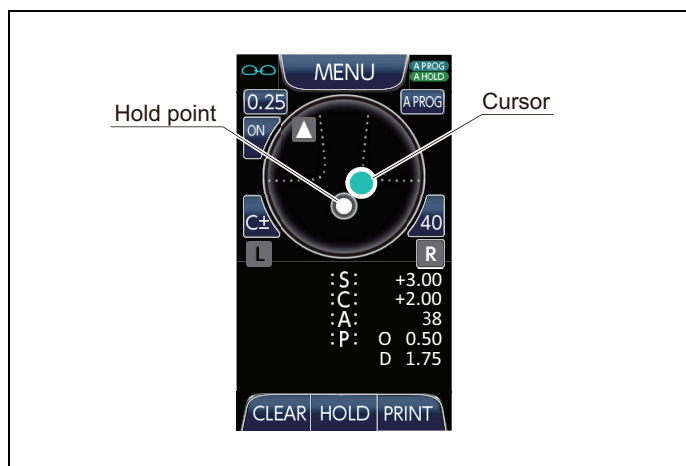 MENU
A PROG
A HOLD
0.25
A PROG
Hold point
Cursor
ON
C±
40
L
R
:S: +3.00
:C: +2.00
:A: 38
:P: O 0.50
D 1.75
CLEAR HOLD PRINT